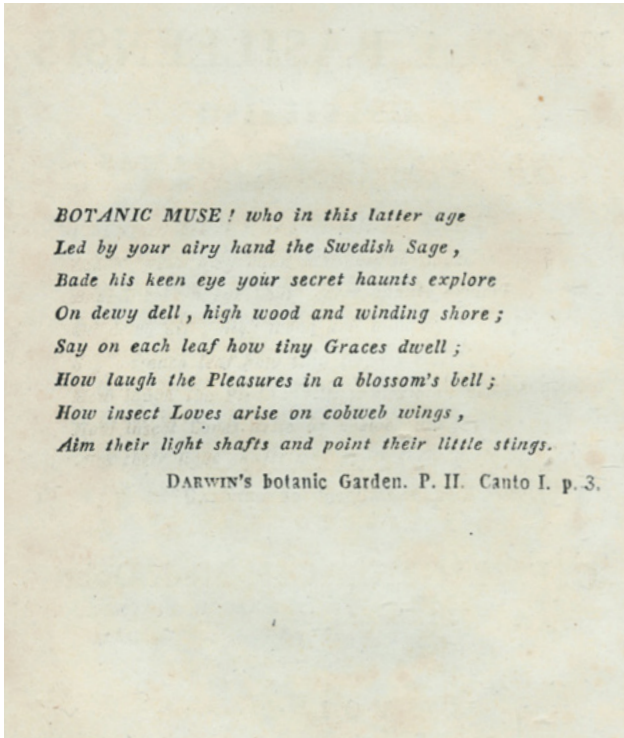 BOTANIC MUSE ! who in this latter age
Led by your airy hand the Swedish Sage ,
Bade his keen eye your secret haunts explore
On dewy dell , high wood and winding shore ;
Say on each leaf how tiny Graces dwell ;
How laugh the Pleasures in a blossom's bell ;
How insect Loves arise on cobweb wings ,
Aim their light shafts and point their little stings.
DARWIN's botanic Garden. P. II. Canto I. p. 3.